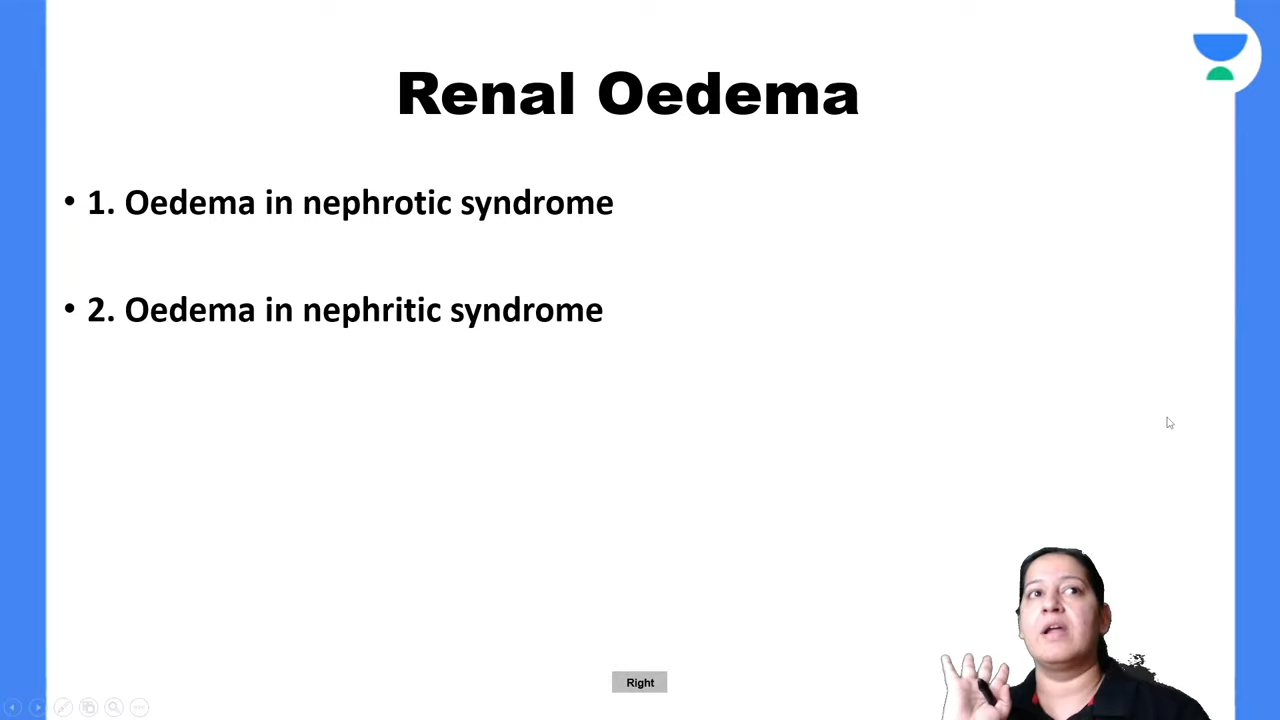 Renal Oedema
• 1. Oedema in nephrotic syndrome
• 2. Oedema in nephritic syndrome
Right